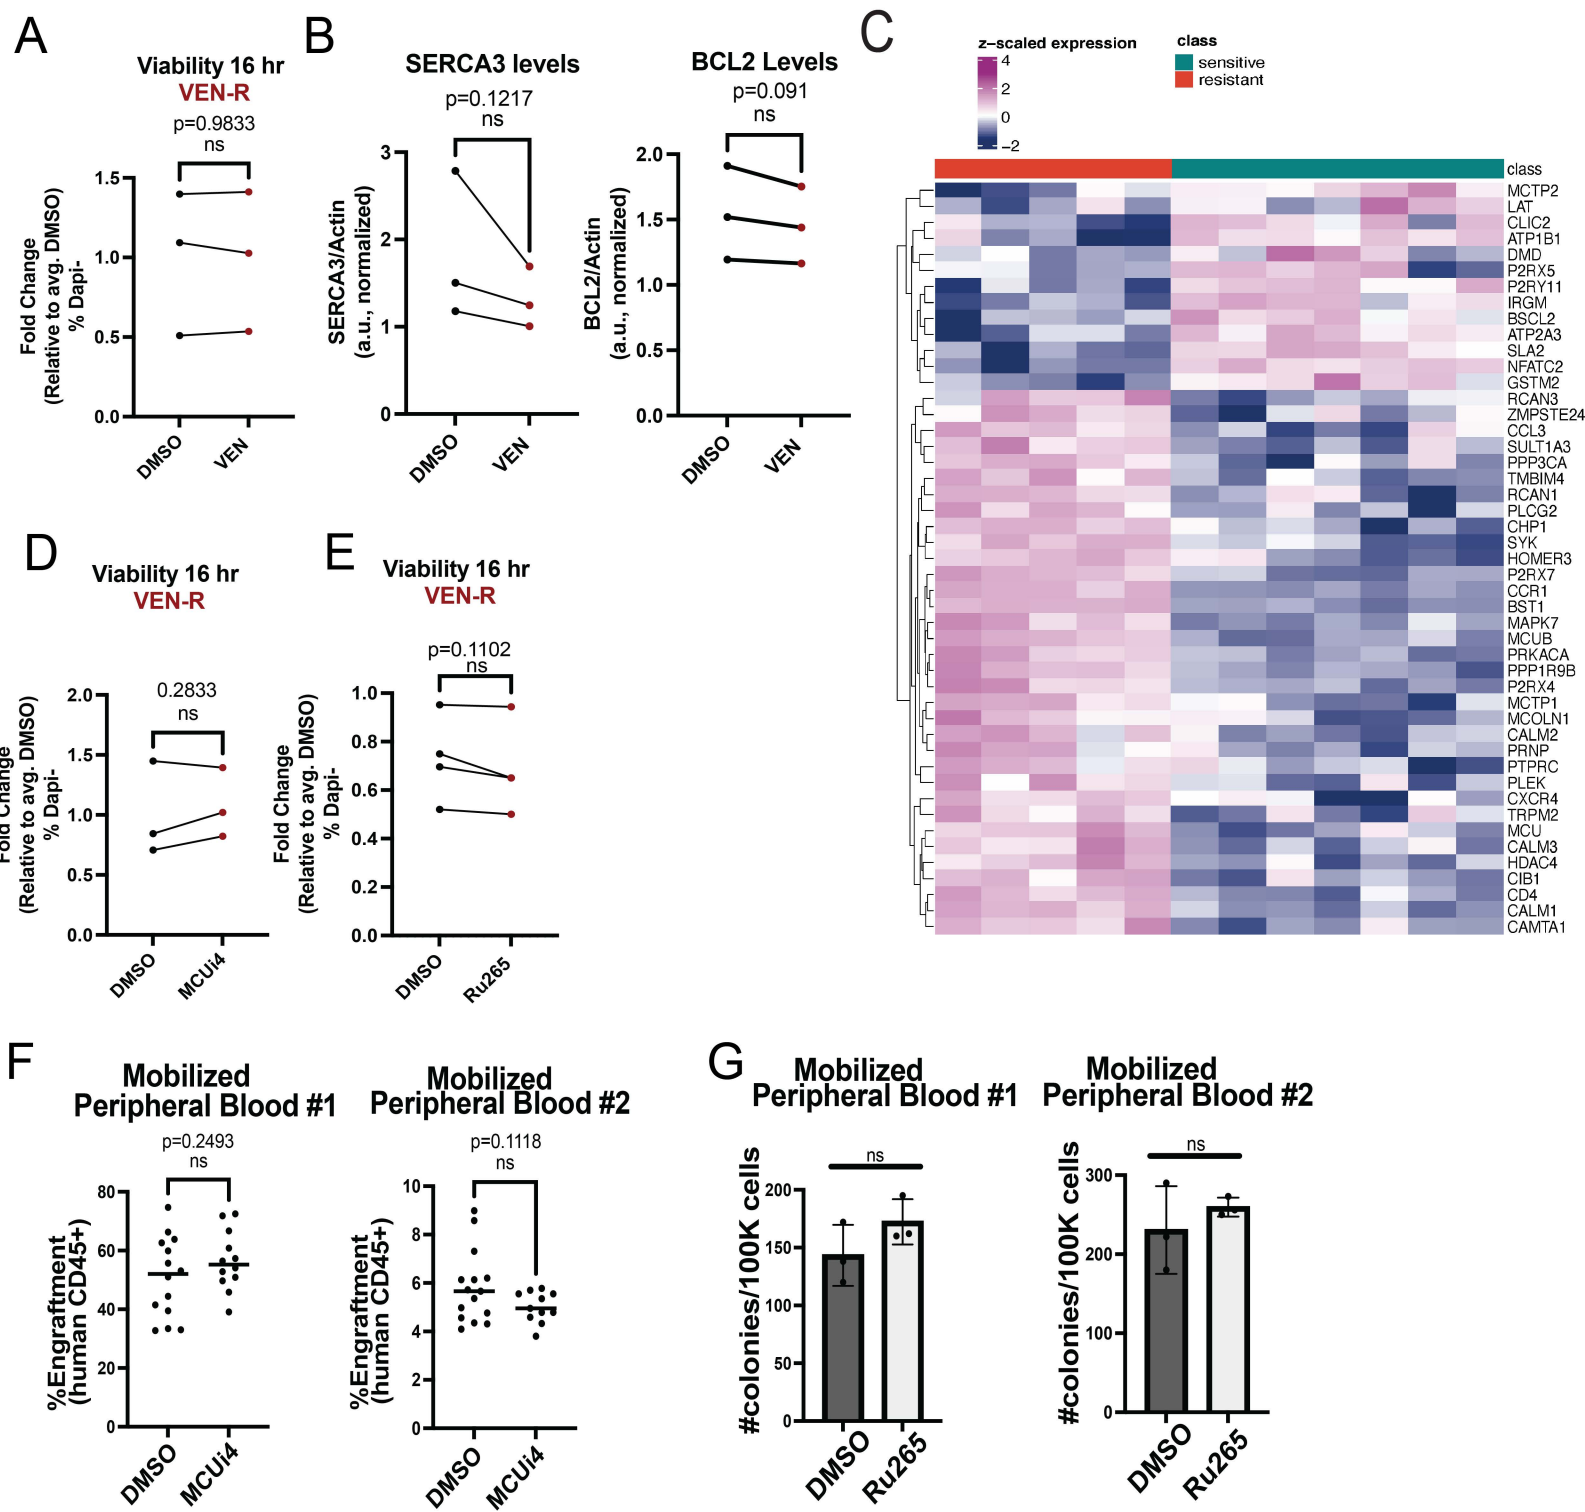 A
Viability 16 hr
VEN-R
p=0.9833
ns
Fold Change
(Relative to avg. DMSO)
% Dapi-
1.5
1.0
0.5
0.0
DMSO
VEN
B
SERCA3 levels
p=0.1217
ns
SERCA3/Actin
(a.u., normalized)
3
2
1
0
DMSO
VEN
BCL2 Levels
p=0.091
ns
BCL2/Actin
(a.u., normalized)
2.0
1.5
1.0
0.5
0.0
DMSO
VEN
C
z-scaled expression
4
2
0
-2
class
sensitive
resistant
class
MCTP2
LAT
CLIC2
ATP1B1
DMD
P2RX5
P2RY11
IRGM
BSCL2
ATP2A3
SLA2
NFATC2
GSTM2
RCAN3
ZMPSTE24
CCL3
SULT1A3
PPP3CA
TMBIM4
RCAN1
PLCG2
CHP1
SYK
HOMER3
P2RX7
CCR1
BST1
MAPK7
MCUB
PRKACA
PPP1R9B
P2RX4
MCTP1
MCOLN1
CALM2
PRNP
PTPRC
PLEK
CXCR4
TRPM2
MCU
CALM3
HDAC4
CIB1
CD4
CALM1
CAMTA1
D
Viability 16 hr
VEN-R
0.2833
ns
Fold Change
(Relative to avg. DMSO)
% Dapi-
2.0
1.5
1.0
0.5
0.0
DMSO
MCUi4
E
Viability 16 hr
VEN-R
p=0.1102
ns
Fold Change
(Relative to avg. DMSO)
% Dapi-
1.0
0.8
0.6
0.4
0.2
0.0
DMSO
Ru265
F
Mobilized
Peripheral Blood #1
p=0.2493
ns
%Engraftment
(human CD45+)
80
60
40
20
0
DMSO
MCUi4
Mobilized
Peripheral Blood #2
p=0.1118
ns
%Engraftment
(human CD45+)
10
8
6
4
2
0
DMSO
MCUi4
G
Mobilized
Peripheral Blood #1
ns
#colonies/100K cells
200
150
100
50
0
DMSO
Ru265
Mobilized
Peripheral Blood #2
ns
#colonies/100K cells
300
200
100
0
DMSO
Ru265